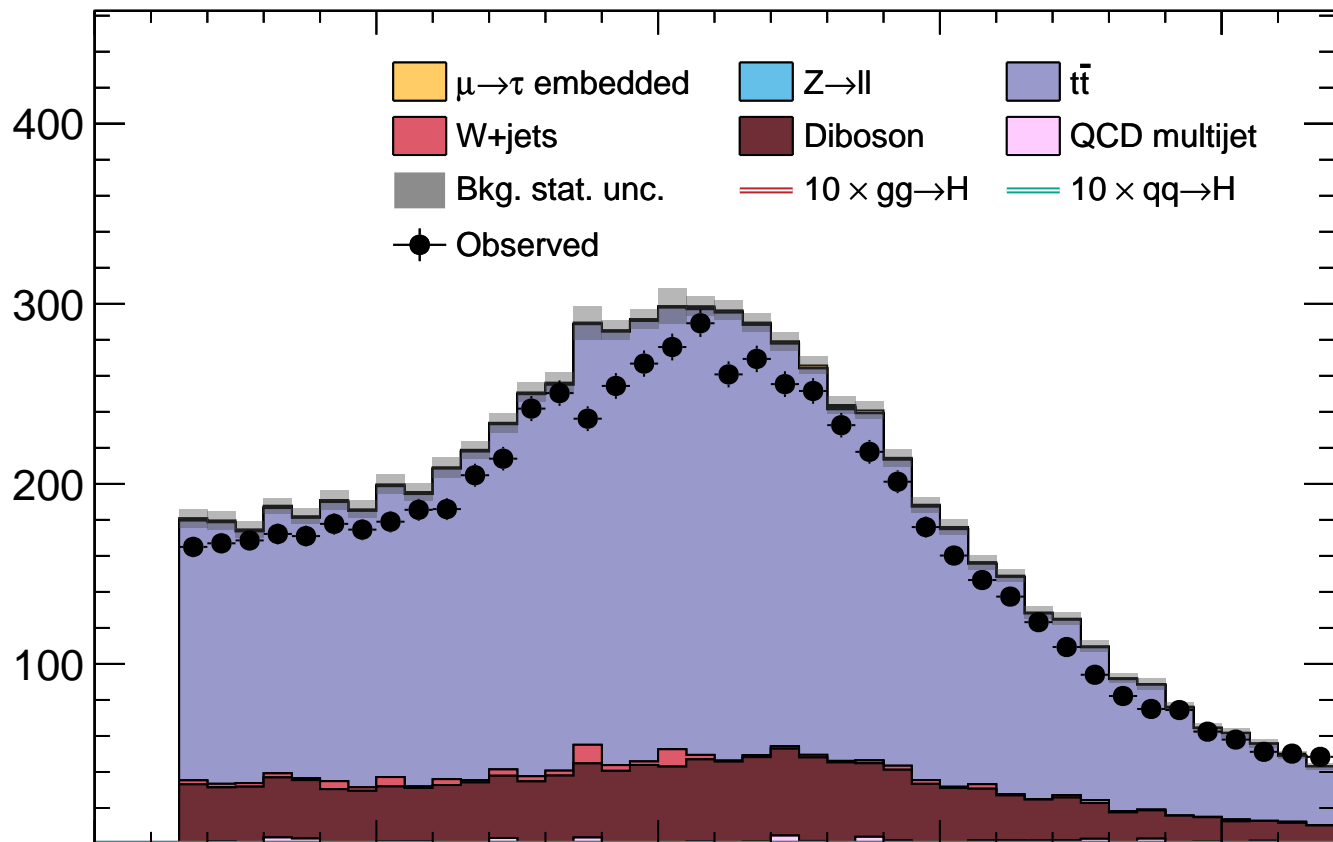 μ→τ embedded Z→ll tt̄
400
W+jets Diboson QCD multijet
Bkg. stat. unc. 10 × gg→H 10 × qq→H
Observed
300
200
100